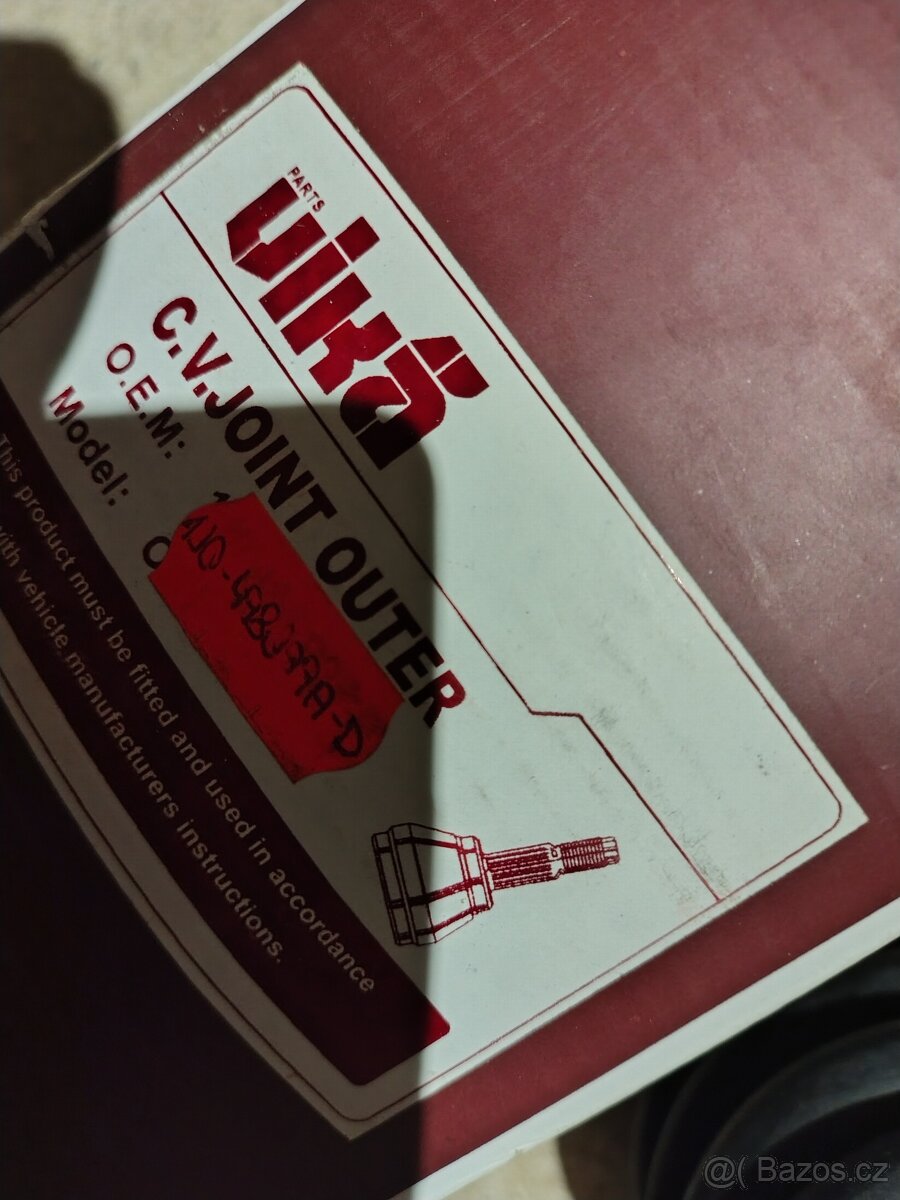 PARTS
vika
C.V.JOINT OUTER
O.E.M:
Model:
This product must be fitted and used in accordance
with vehicle manufacturers instructions.
@( Bazos.cz